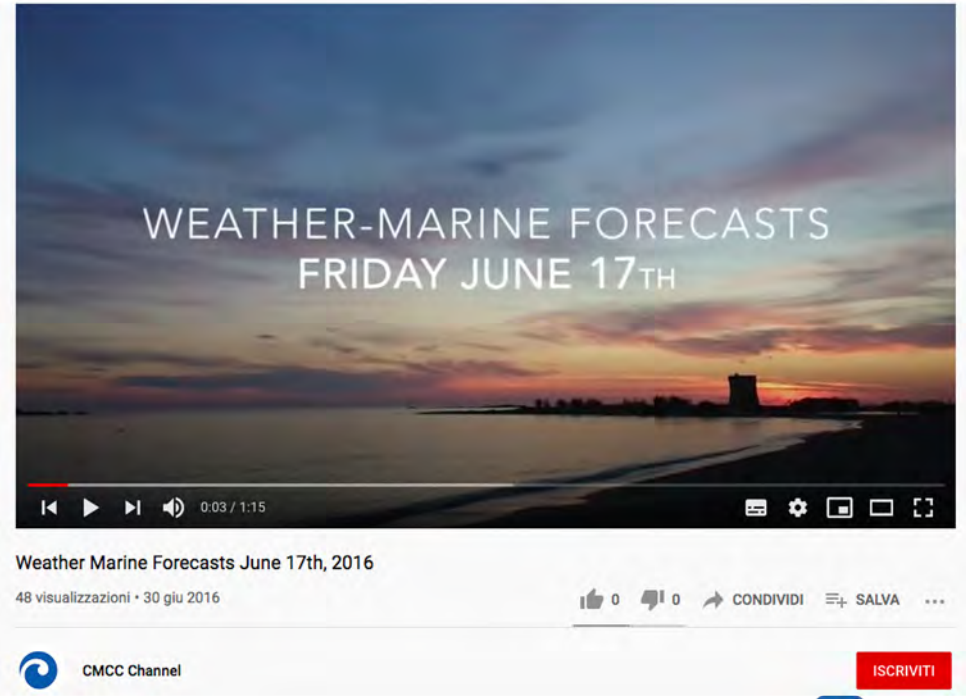 WEATHER-MARINE FORECASTS
FRIDAY JUNE 17TH
0:03 / 1:15
Weather Marine Forecasts June 17th, 2016
48 visualizzazioni • 30 giu 2016
0 0 CONDIVIDI SALVA
CMCC Channel
ISCRIVITI